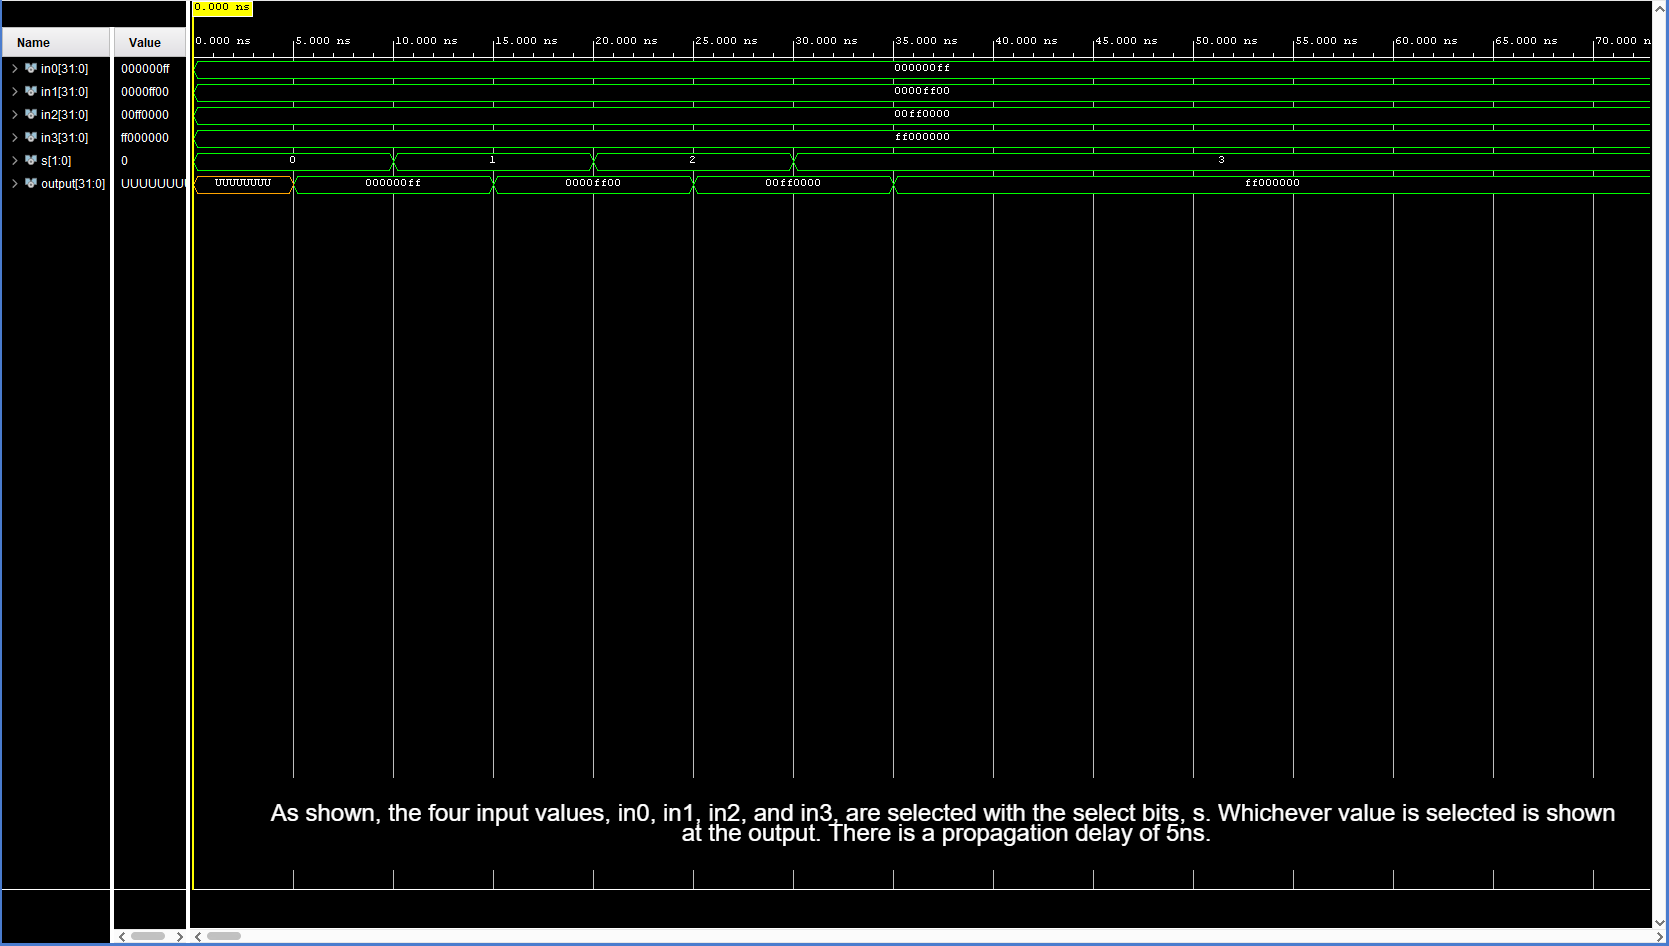 0.000 ns
Name Value 0.000 ns 5.000 ns 10.000 ns 15.000 ns 20.000 ns 25.000 ns 30.000 ns 35.000 ns 40.000 ns 45.000 ns 50.000 ns 55.000 ns 60.000 ns 65.000 ns 70.000 n
in0[31:0] 000000ff 000000ff
in1[31:0] 0000ff00 0000ff00
in2[31:0] 00ff0000 00ff0000
in3[31:0] ff000000 ff000000
s[1:0] 0 0 1 2 3
output[31:0] UUUUUUUU UUUUUUUU 000000ff 0000ff00 00ff0000 ff000000
As shown, the four input values, in0, in1, in2, and in3, are selected with the select bits, s. Whichever value is selected is shown
at the output. There is a propagation delay of 5ns.